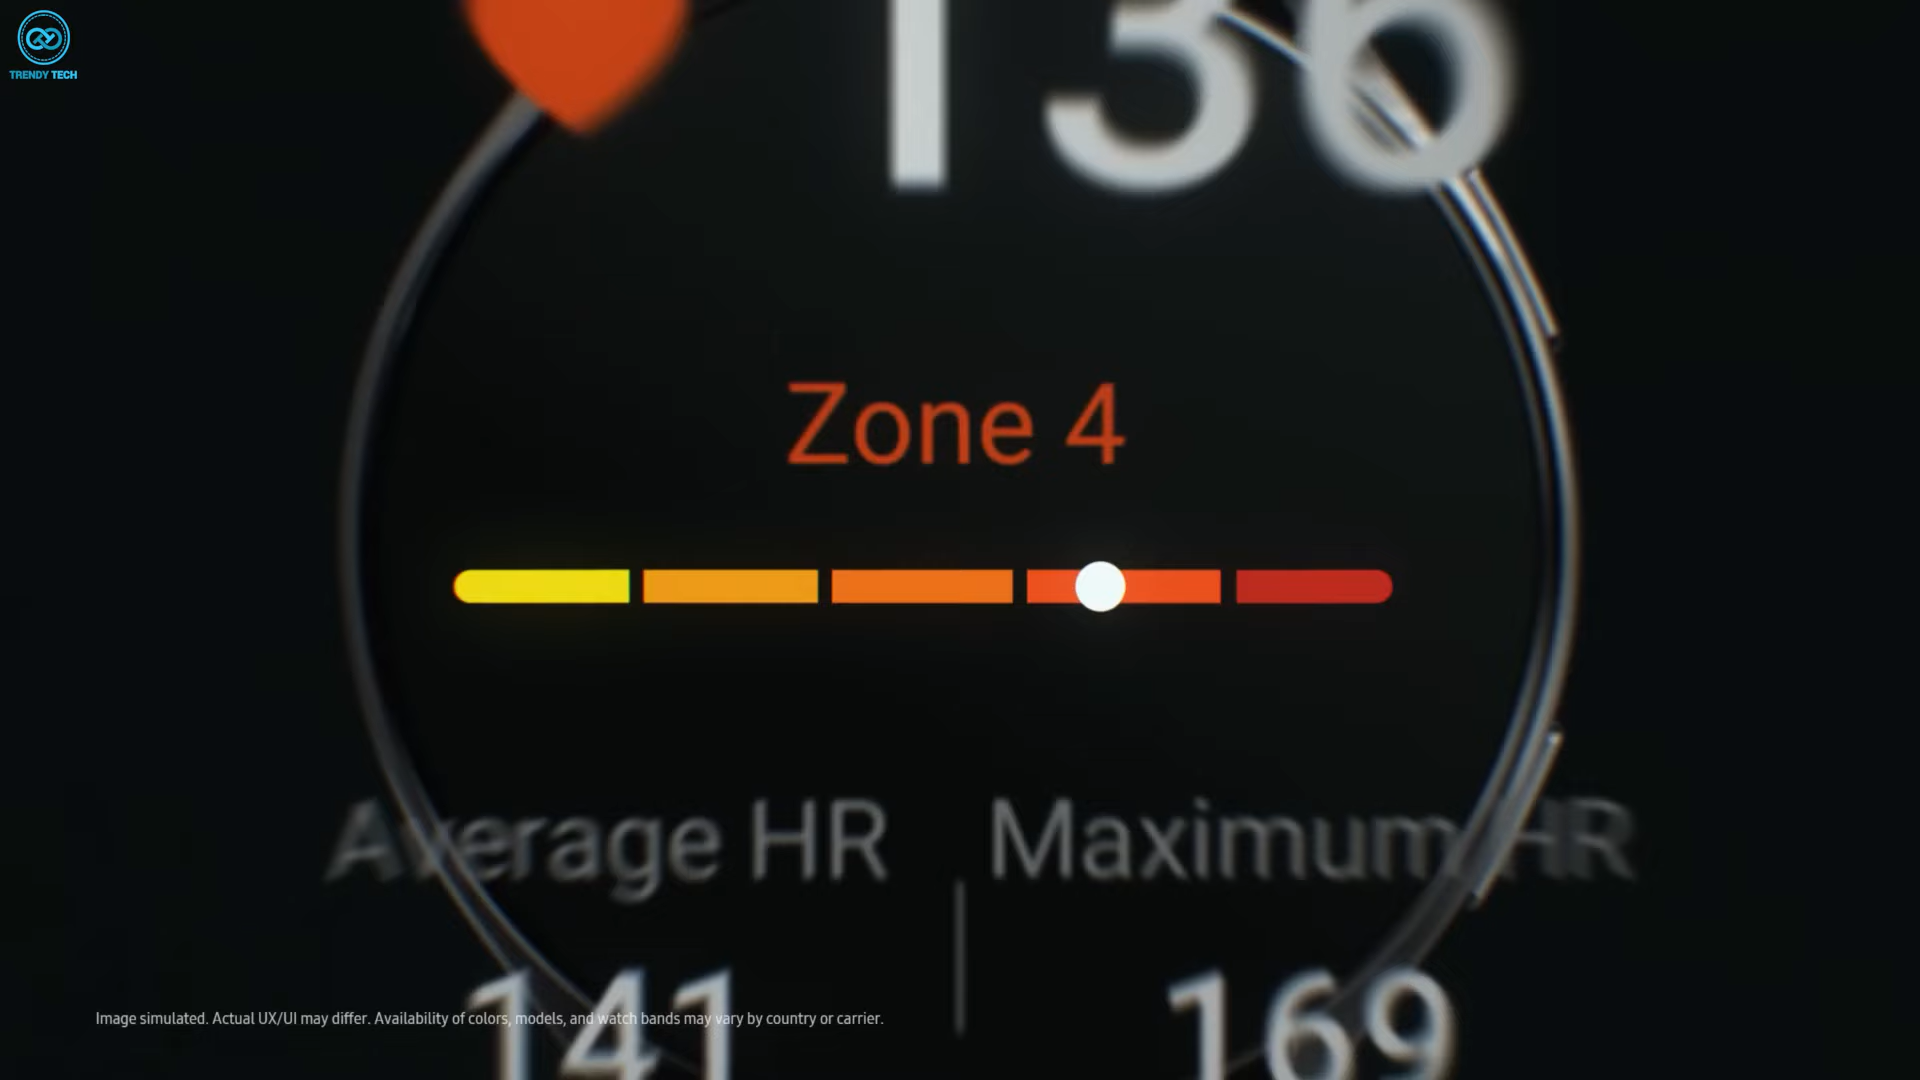 TRENDY TECH
136
Zone 4
Average HR
Maximum HR
141
169
Image simulated. Actual UX/UI may differ. Availability of colors, models, and watch bands may vary by country or carrier.